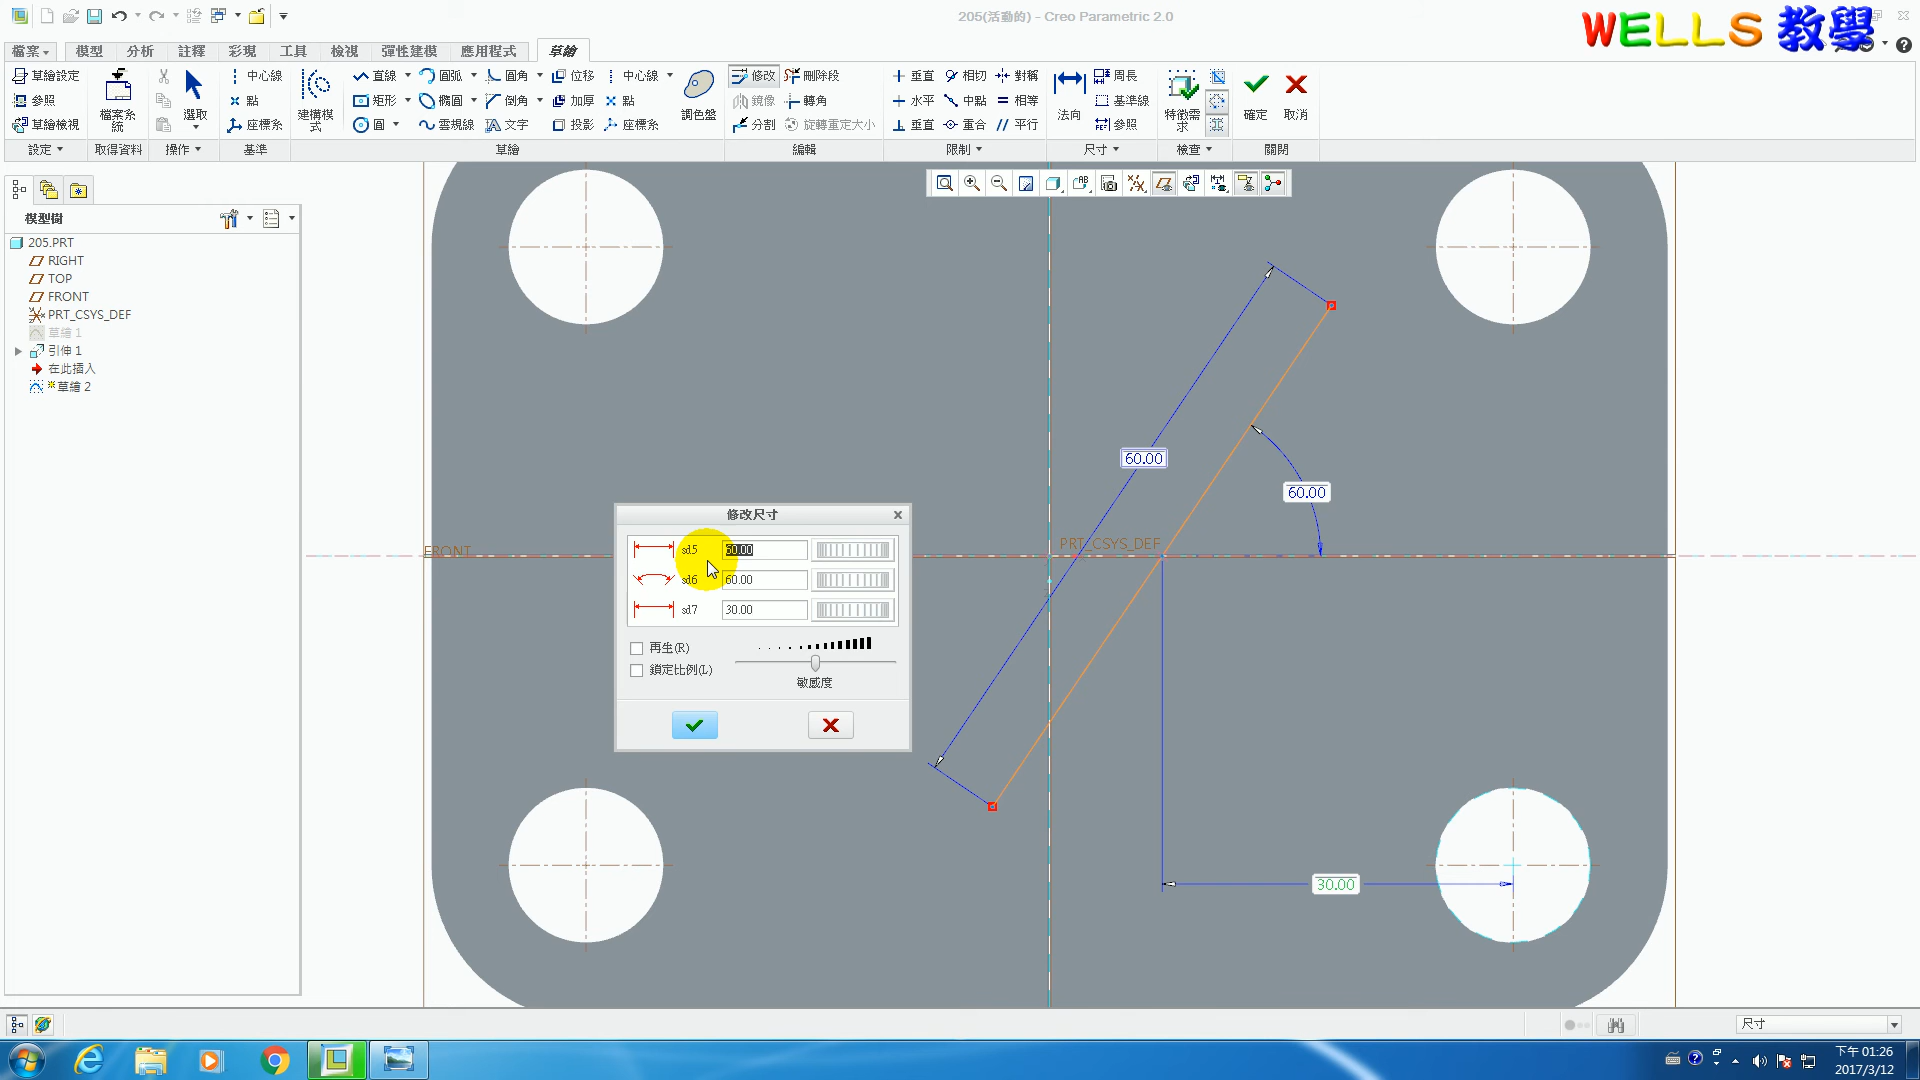 205(活動的) - Creo Parametric 2.0
WELLS 教學
檔案 模型 分析 註釋 彩現 工具 檢視 彈性建模 應用程式 草繪
草繪設定 中心線 直線 圓弧 圓角 位移 中心線 修改 刪除段 垂直 相切 對稱 周長
參照 點 矩形 橢圓 倒角 加厚 點 鏡像 轉角 水平 中點 相等 基準線
草繪檢視 座標系 圓 雲規線 文字 投影 座標系 分割 旋轉重定大小 垂直 重合 平行 參照
檔案系統 選取 建構模式 調色盤 法向 特徵需求 確定 取消
設定 取得資料 操作 基準 草繪 編輯 限制 尺寸 檢查 關閉
模型樹
205.PRT
RIGHT
TOP
FRONT
PRT_CSYS_DEF
草繪 1
引伸 1
在此插入
草繪 2
60.00
60.00
FRONT
PRT_CSYS_DEF
30.00
修改尺寸
sd5 60.00
sd6 60.00
sd7 30.00
再生(R)
鎖定比例(L)
敏感度
尺寸
下午 01:26
2017/3/12